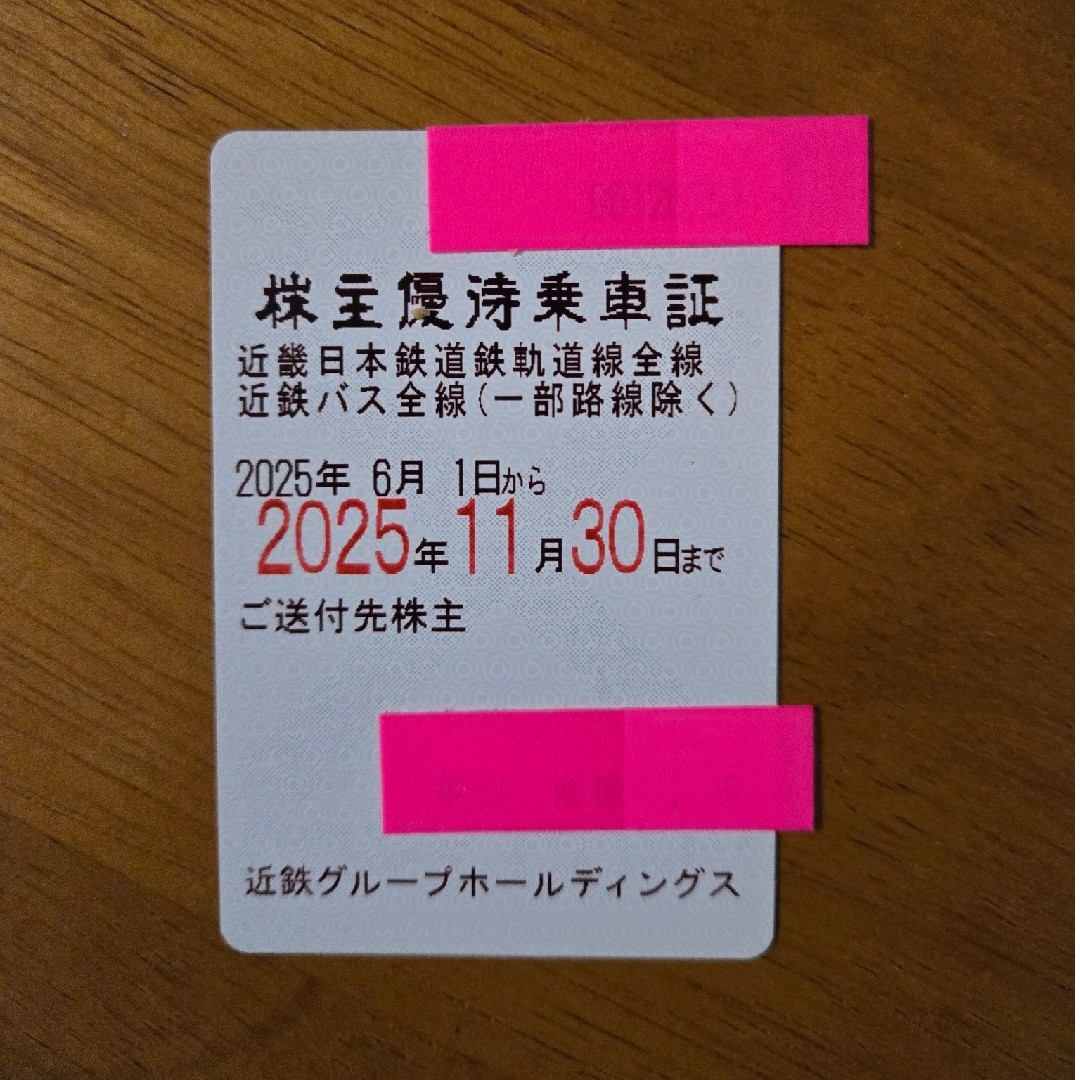 株主優待乗車証
近畿日本鉄道鉄軌道線全線
近鉄バス全線(一部路線除く)
2025年 6月 1日から
2025年11月30日まで
ご送付先株主
近鉄グループホールディングス